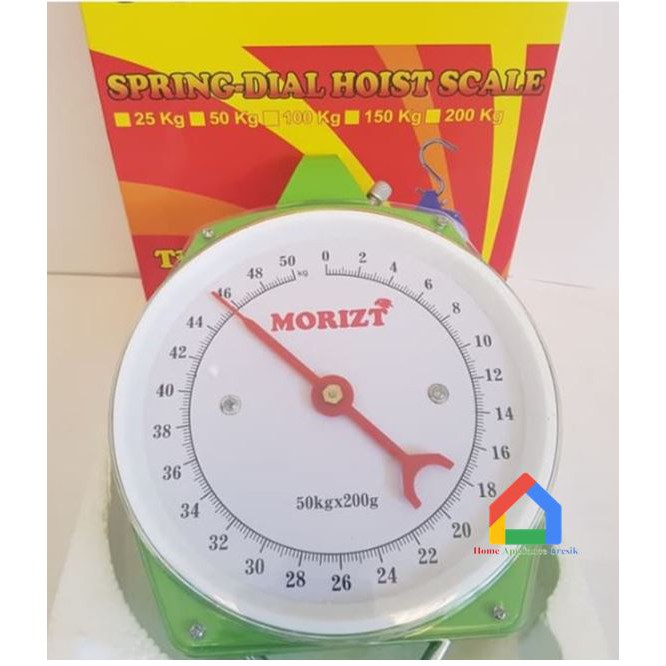 SPRING-DIAL HOIST SCALE
25 Kg 50 Kg 100 Kg 150 Kg 200 Kg
48 50 kg 0 2 4
46 6
44 8
42 10
40 12
38 14
36 16
34 18
32 20
30 22
28 26 24
MORIZT
50kgx200g
Home Appliance Gresik